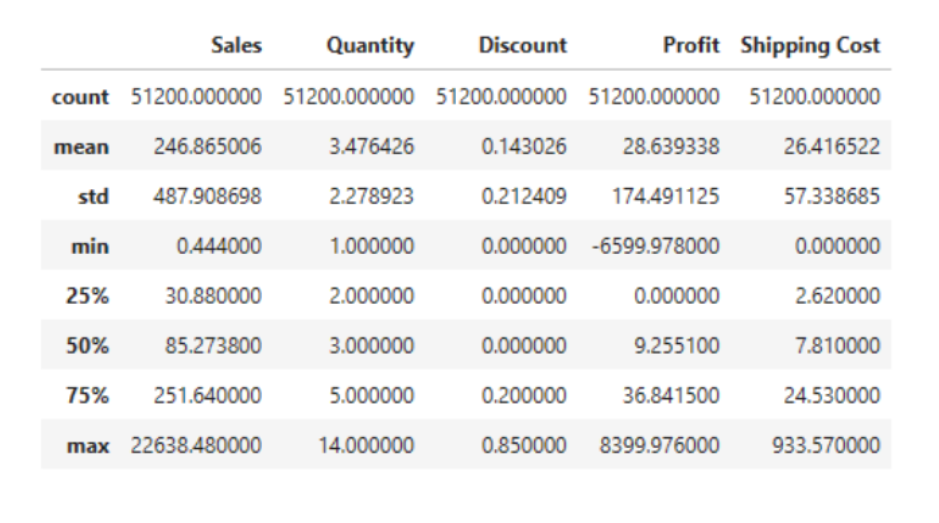 Sales Quantity Discount Profit Shipping Cost
count 51200.000000 51200.000000 51200.000000 51200.000000 51200.000000
mean 246.865006 3.476426 0.143026 28.639338 26.416522
std 487.908698 2.278923 0.212409 174.491125 57.338685
min 0.444000 1.000000 0.000000 -6599.978000 0.000000
25% 30.880000 2.000000 0.000000 0.000000 2.620000
50% 85.273800 3.000000 0.000000 9.255100 7.810000
75% 251.640000 5.000000 0.200000 36.841500 24.530000
max 22638.480000 14.000000 0.850000 8399.976000 933.570000